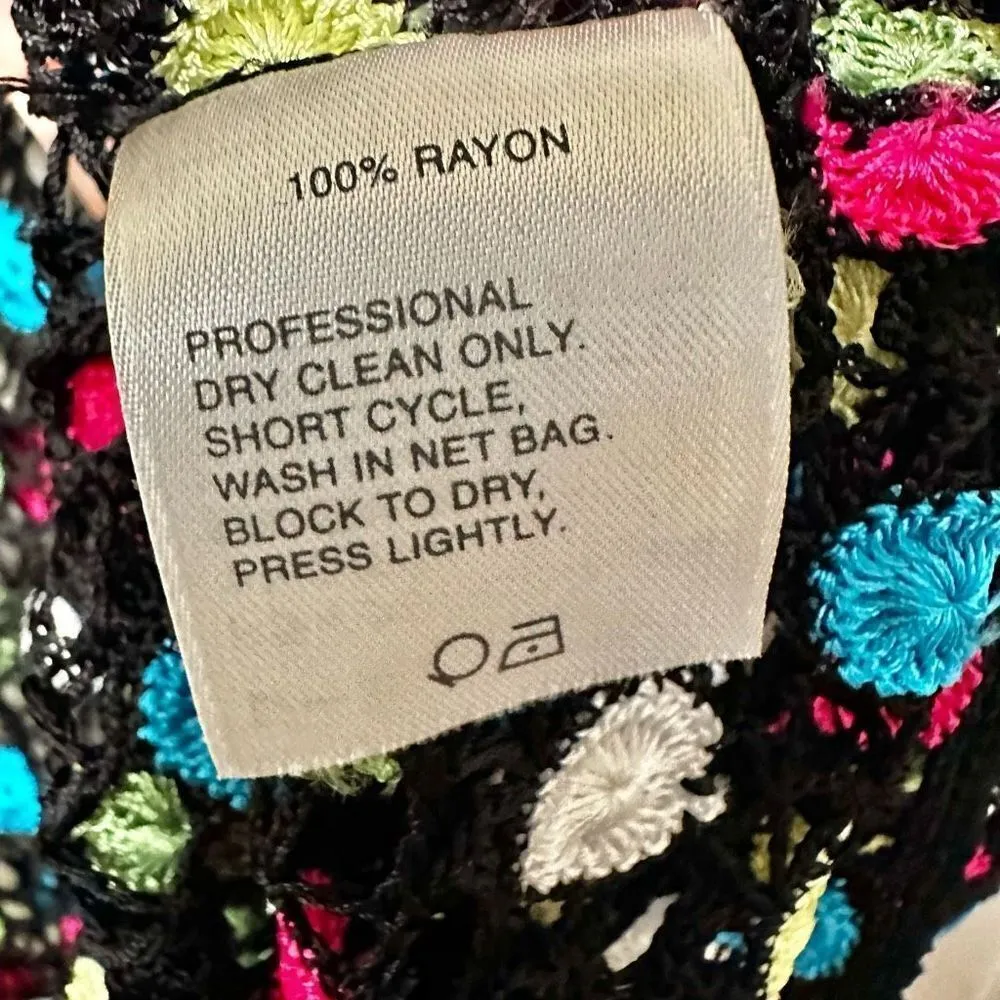 100% RAYON
PROFESSIONAL
DRY CLEAN ONLY.
SHORT CYCLE,
WASH IN NET BAG.
BLOCK TO DRY,
PRESS LIGHTLY.